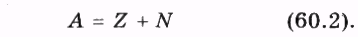 A = Z + N (60.2).